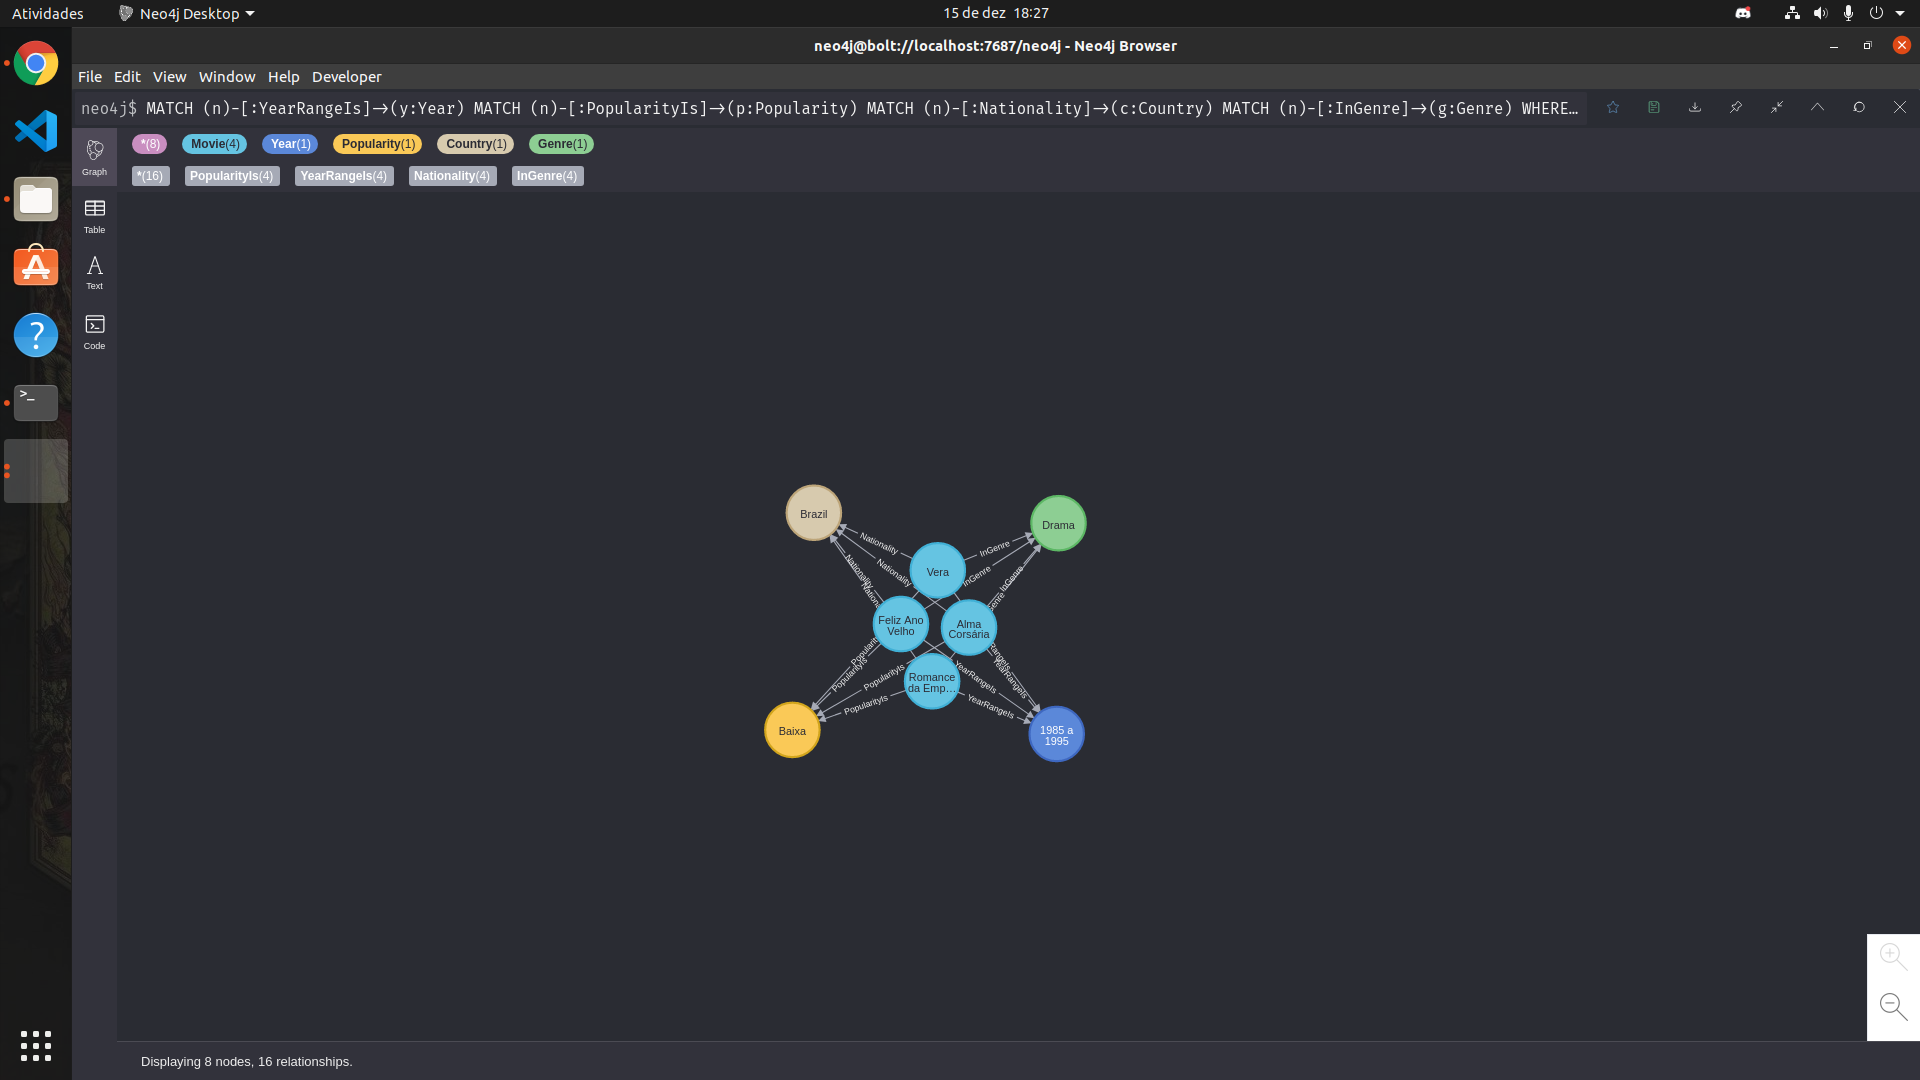 Atividades
Neo4j Desktop
15 de dez 18:27
neo4j@bolt://localhost:7687/neo4j - Neo4j Browser
File Edit View Window Help Developer
neo4j$ MATCH (n)-[:YearRangeIs]→(y:Year) MATCH (n)-[:PopularityIs]→(p:Popularity) MATCH (n)-[:Nationality]→(c:Country) MATCH (n)-[:InGenre]→(g:Genre) WHERE…
*(8) Movie(4) Year(1) Popularity(1) Country(1) Genre(1)
*(16) PopularityIs(4) YearRangeIs(4) Nationality(4) InGenre(4)
Graph
Table
Text
Code
>_
Brazil
Drama
Nationality
InGenre
Vera
Nationality
InGenre
Nationality
InGenre
Nationa
enre
Feliz Ano
Velho
Alma
Corsária
Popularit
PopularityIs
PopularityIs
PopularityIs
RangeIs
YearRangeIs
YearRangeIs
YearRangeIs
Romance
da Emp…
Baixa
1985 a
1995
Displaying 8 nodes, 16 relationships.